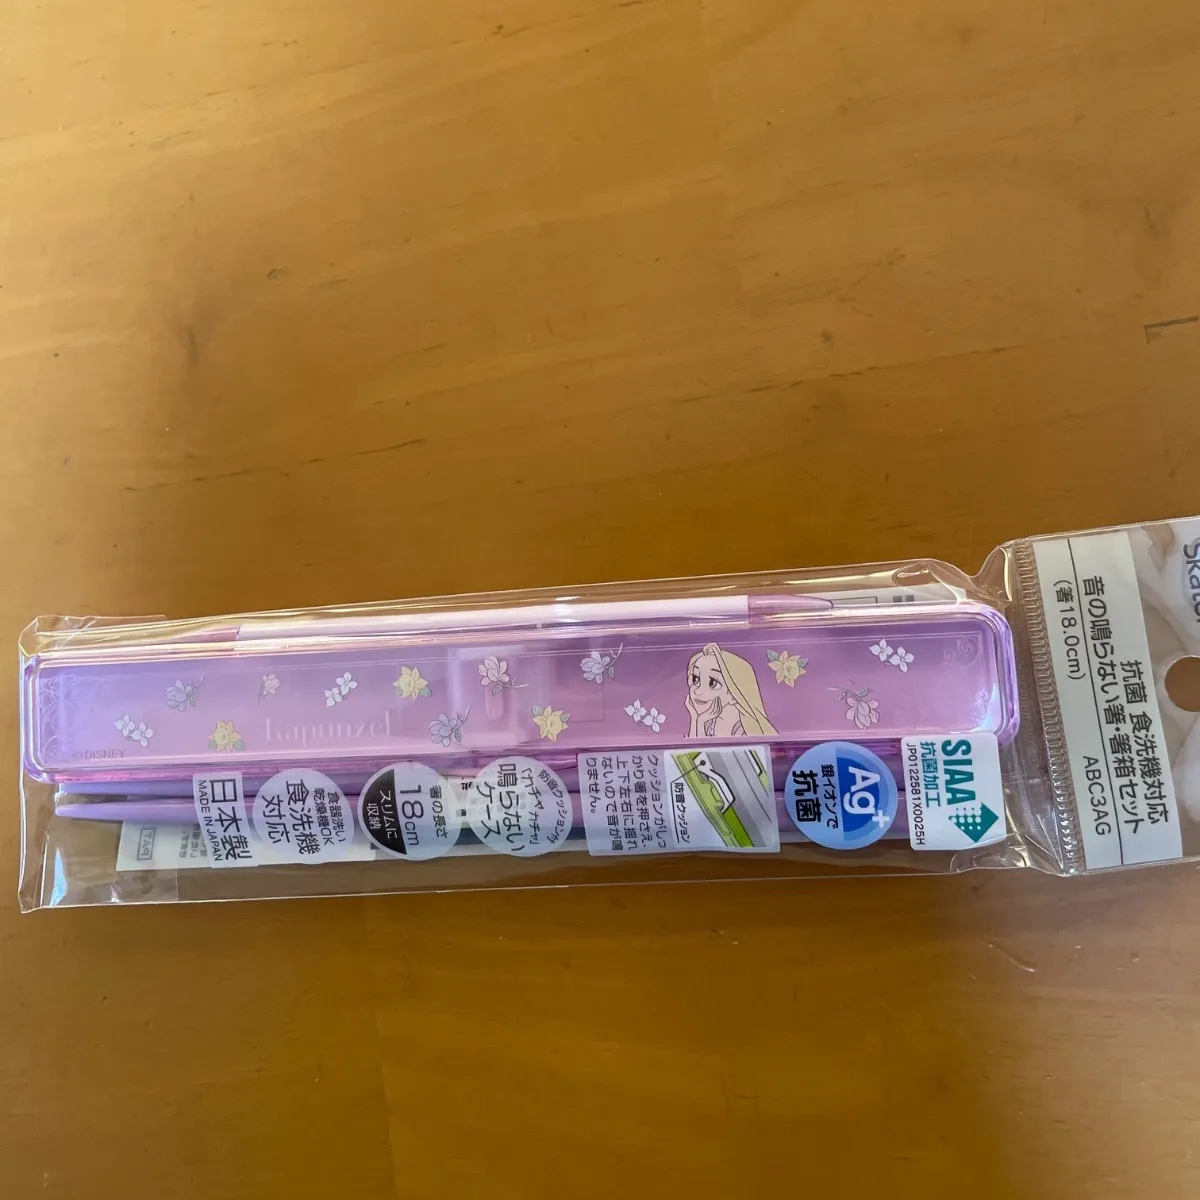 Skater
抗菌 食洗機対応
音の鳴らない箸・箸箱セット
(箸18.0cm)
ABC3AG
Rapunzel
©DISNEY
SIAA
抗菌加工
JP0122581X0025H
Ag+
銀イオンで
抗菌
防音クッション
クッションがしっ
かり箸を押さえ、
上下左右に揺れ
ないので音が鳴
りません。
防音クッションで
「カチャカチャ」
鳴らない
ケース
箸の長さ
18cm
スリムに
収納
食器洗い
乾燥機OK
食洗機
対応
日本製
MADE IN JAPAN